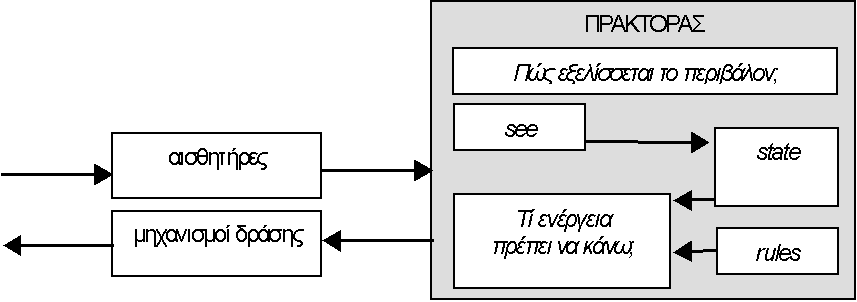 ΠΡΑΚΤΟΡΑΣ
Πώς εξελίσσεται το περιβάλον;
see
αισθητήρες
state
μηχανισμοί δράσης
Τί ενέργεια
πρέπει να κάνω;
rules